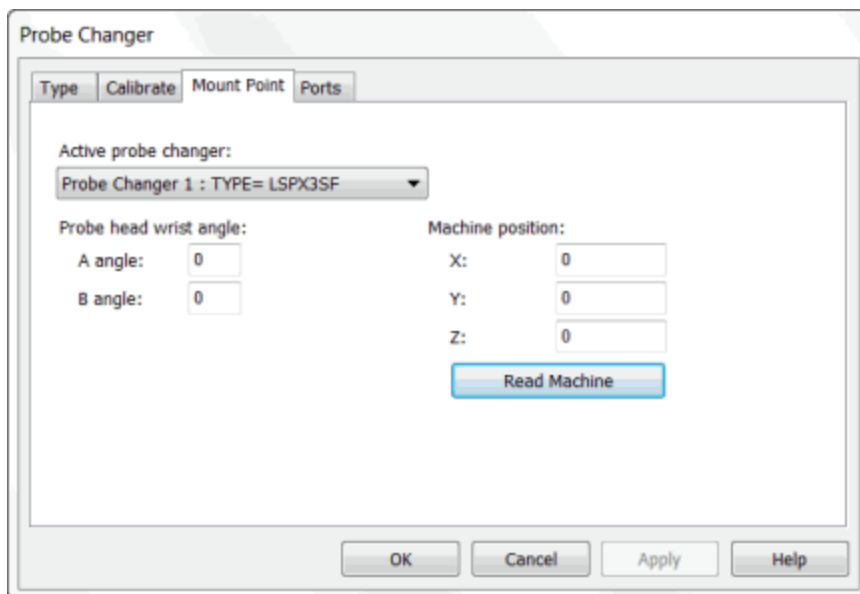 Probe Changer
Type Calibrate Mount Point Ports
Active probe changer:
Probe Changer 1 : TYPE= LSPX3SF
Probe head wrist angle: Machine position:
A angle: 0 X: 0
B angle: 0 Y: 0
Z: 0
Read Machine
OK Cancel Apply Help